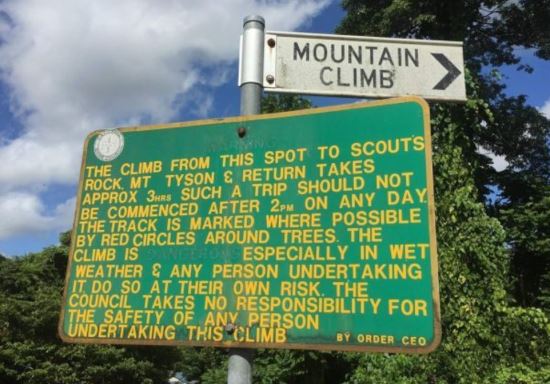 MOUNTAIN
CLIMB
WARNING
THE CLIMB FROM THIS SPOT TO SCOUTS
ROCK, MT TYSON & RETURN TAKES
APPROX 3HRS SUCH A TRIP SHOULD NOT
BE COMMENCED AFTER 2PM ON ANY DAY.
THE TRACK IS MARKED WHERE POSSIBLE
BY RED CIRCLES AROUND TREES. THE
CLIMB IS DANGEROUS ESPECIALLY IN WET
WEATHER & ANY PERSON UNDERTAKING
IT, DO SO AT THEIR OWN RISK. THE
COUNCIL TAKES NO RESPONSIBILITY FOR
THE SAFETY OF ANY PERSON
UNDERTAKING THIS CLIMB BY ORDER CEO